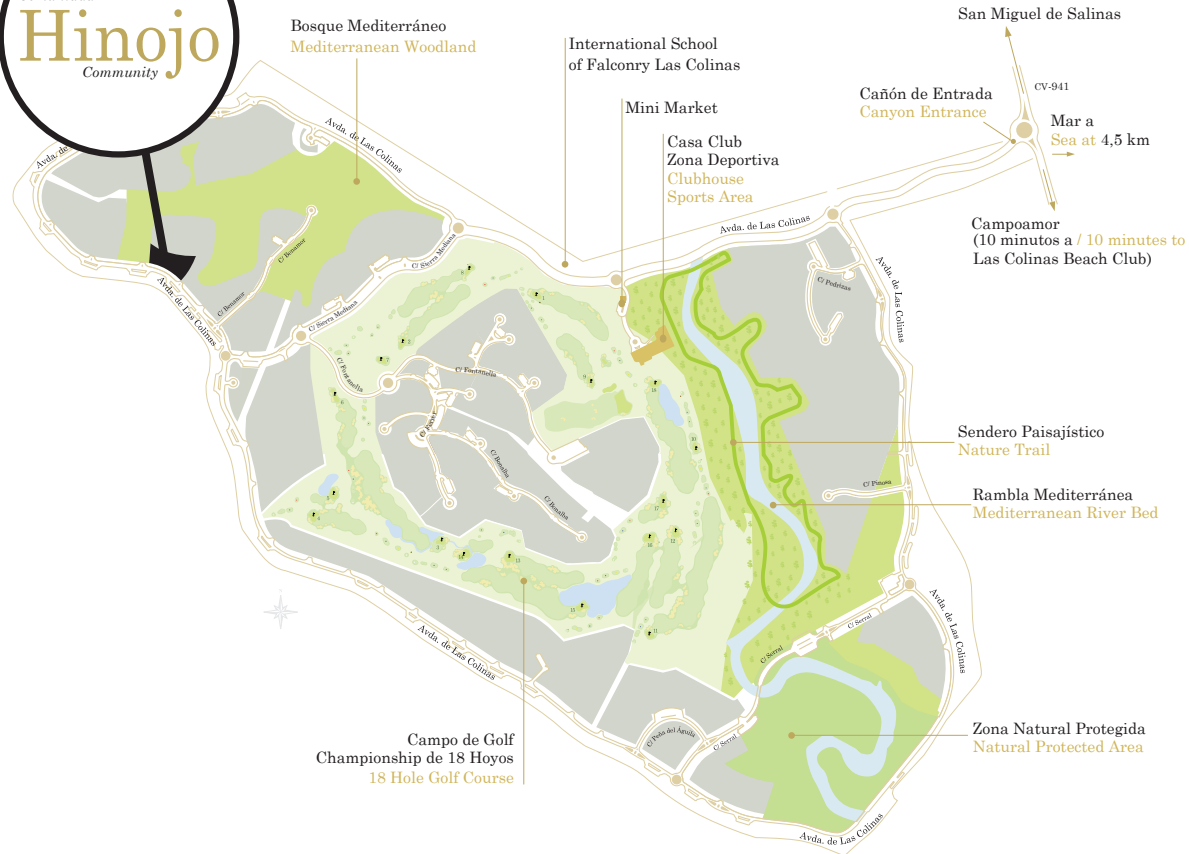 Hinojo
Community
Bosque Mediterráneo
Mediterranean Woodland
International School
of Falconry Las Colinas
Mini Market
Casa Club
Zona Deportiva
Clubhouse
Sports Area
San Miguel de Salinas
CV-941
Cañón de Entrada
Canyon Entrance
Mar a
Sea at 4,5 km
Campoamor
(10 minutos a / 10 minutes to
Las Colinas Beach Club)
Avda. de Las Colinas
Avda. de
Avda. de Las Colinas
Avda. de Las Colinas
Avda. de Las Colinas
C/ Sierra Mediana
C/ Sierra Mediana
C/ Benamor
C/ Benamor
C/ Pedrizas
C/ Fontanella
C/ Fontanella
C/ Bonalba
C/ Bonalba
C/ Pinosa
Sendero Paisajístico
Nature Trail
Rambla Mediterránea
Mediterranean River Bed
Avda. de Las Colinas
Avda. de Las Colinas
C/ Serral
C/ Serral
C/ Serral
C/ Peña del Águila
Campo de Golf
Championship de 18 Hoyos
18 Hole Golf Course
Zona Natural Protegida
Natural Protected Area
Avda. de Las Colinas